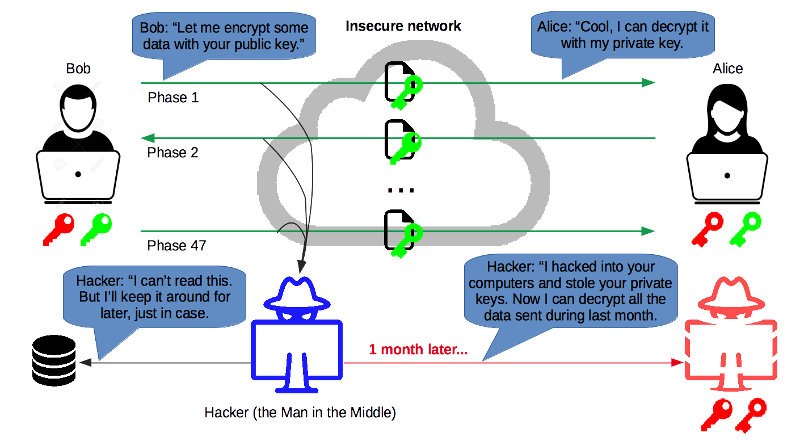 Bob: “Let me encrypt some
data with your public key.”
Insecure network
Alice: “Cool, I can decrypt it
with my private key.
Bob
Alice
Phase 1
Phase 2
...
Phase 47
Hacker: “I can’t read this.
But I’ll keep it around for
later, just in case.
Hacker: “I hacked into your
computers and stole your private
keys. Now I can decrypt all the
data sent during last month.
1 month later...
Hacker (the Man in the Middle)